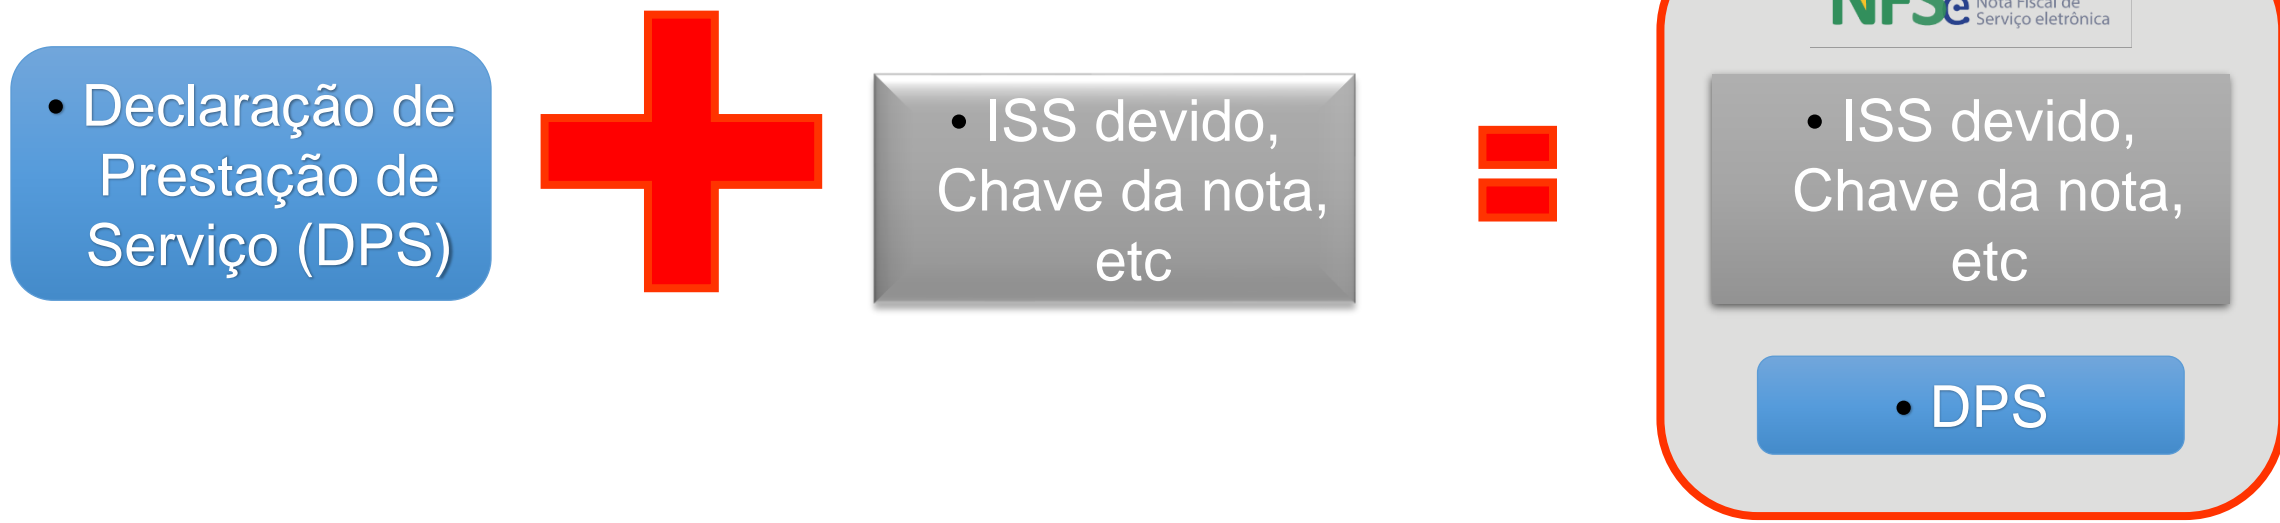 • Declaração de
Prestação de
Serviço (DPS)
• ISS devido,
Chave da nota,
etc
NFSe Nota Fiscal de
Serviço eletrônica
• ISS devido,
Chave da nota,
etc
• DPS